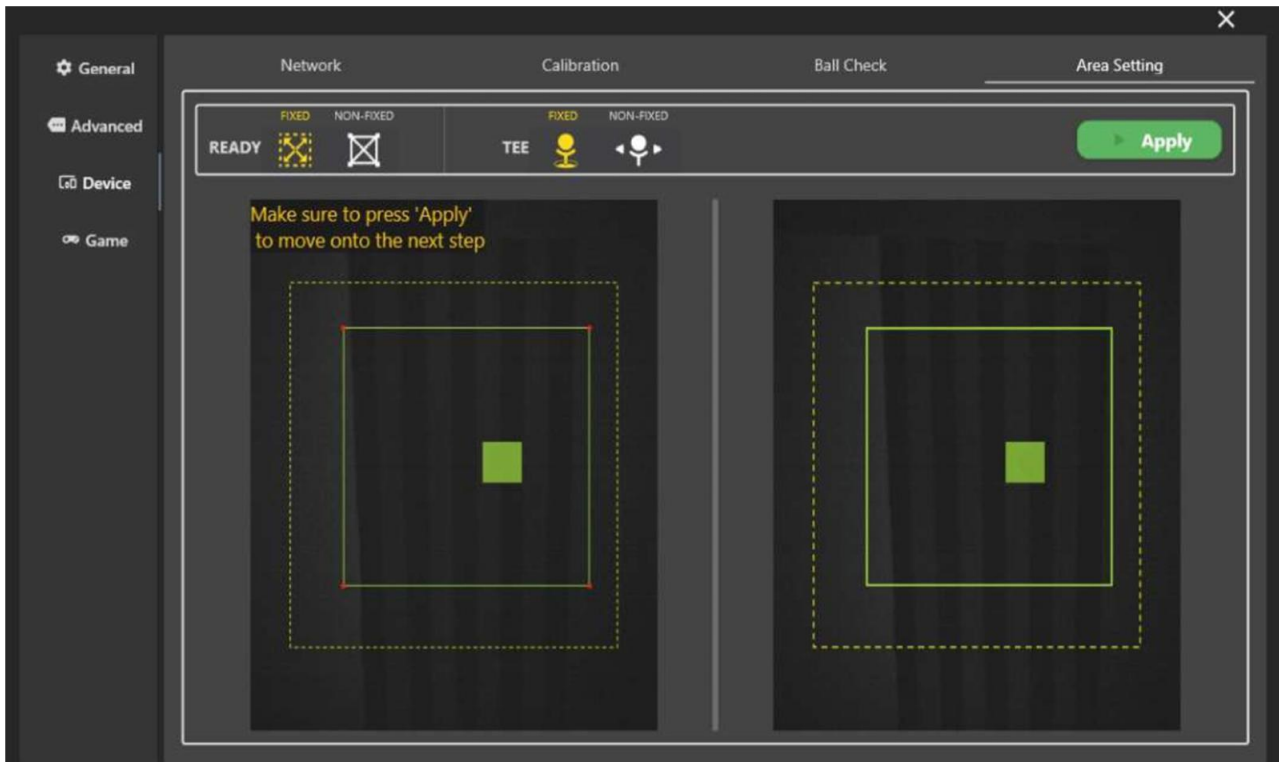 General
Advanced
Device
Game
Network
Calibration
Ball Check
Area Setting
READY
FIXED
NON-FIXED
TEE
FIXED
NON-FIXED
Apply
Make sure to press 'Apply'
to move onto the next step